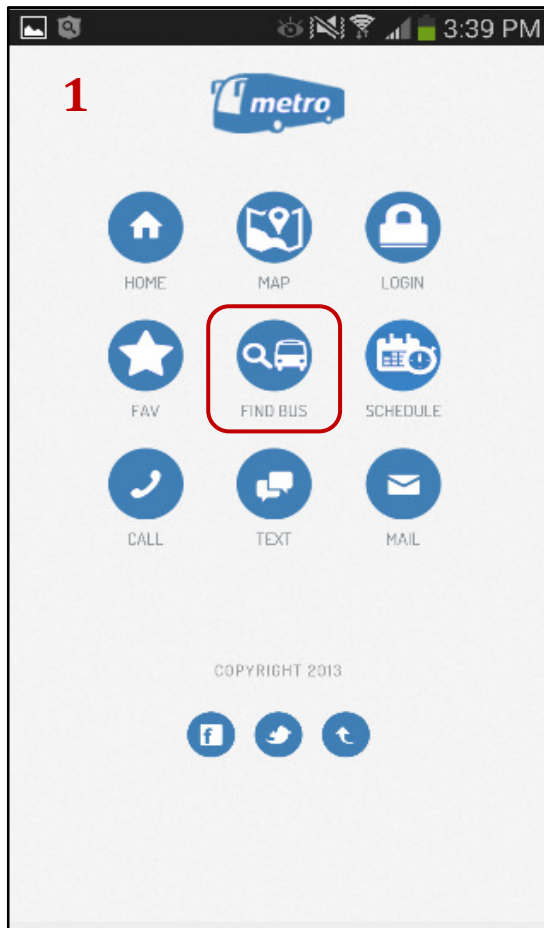 3:39 PM
1
metro
HOME MAP LOGIN
FAV FIND BUS SCHEDULE
CALL TEXT MAIL
COPYRIGHT 2013
f t